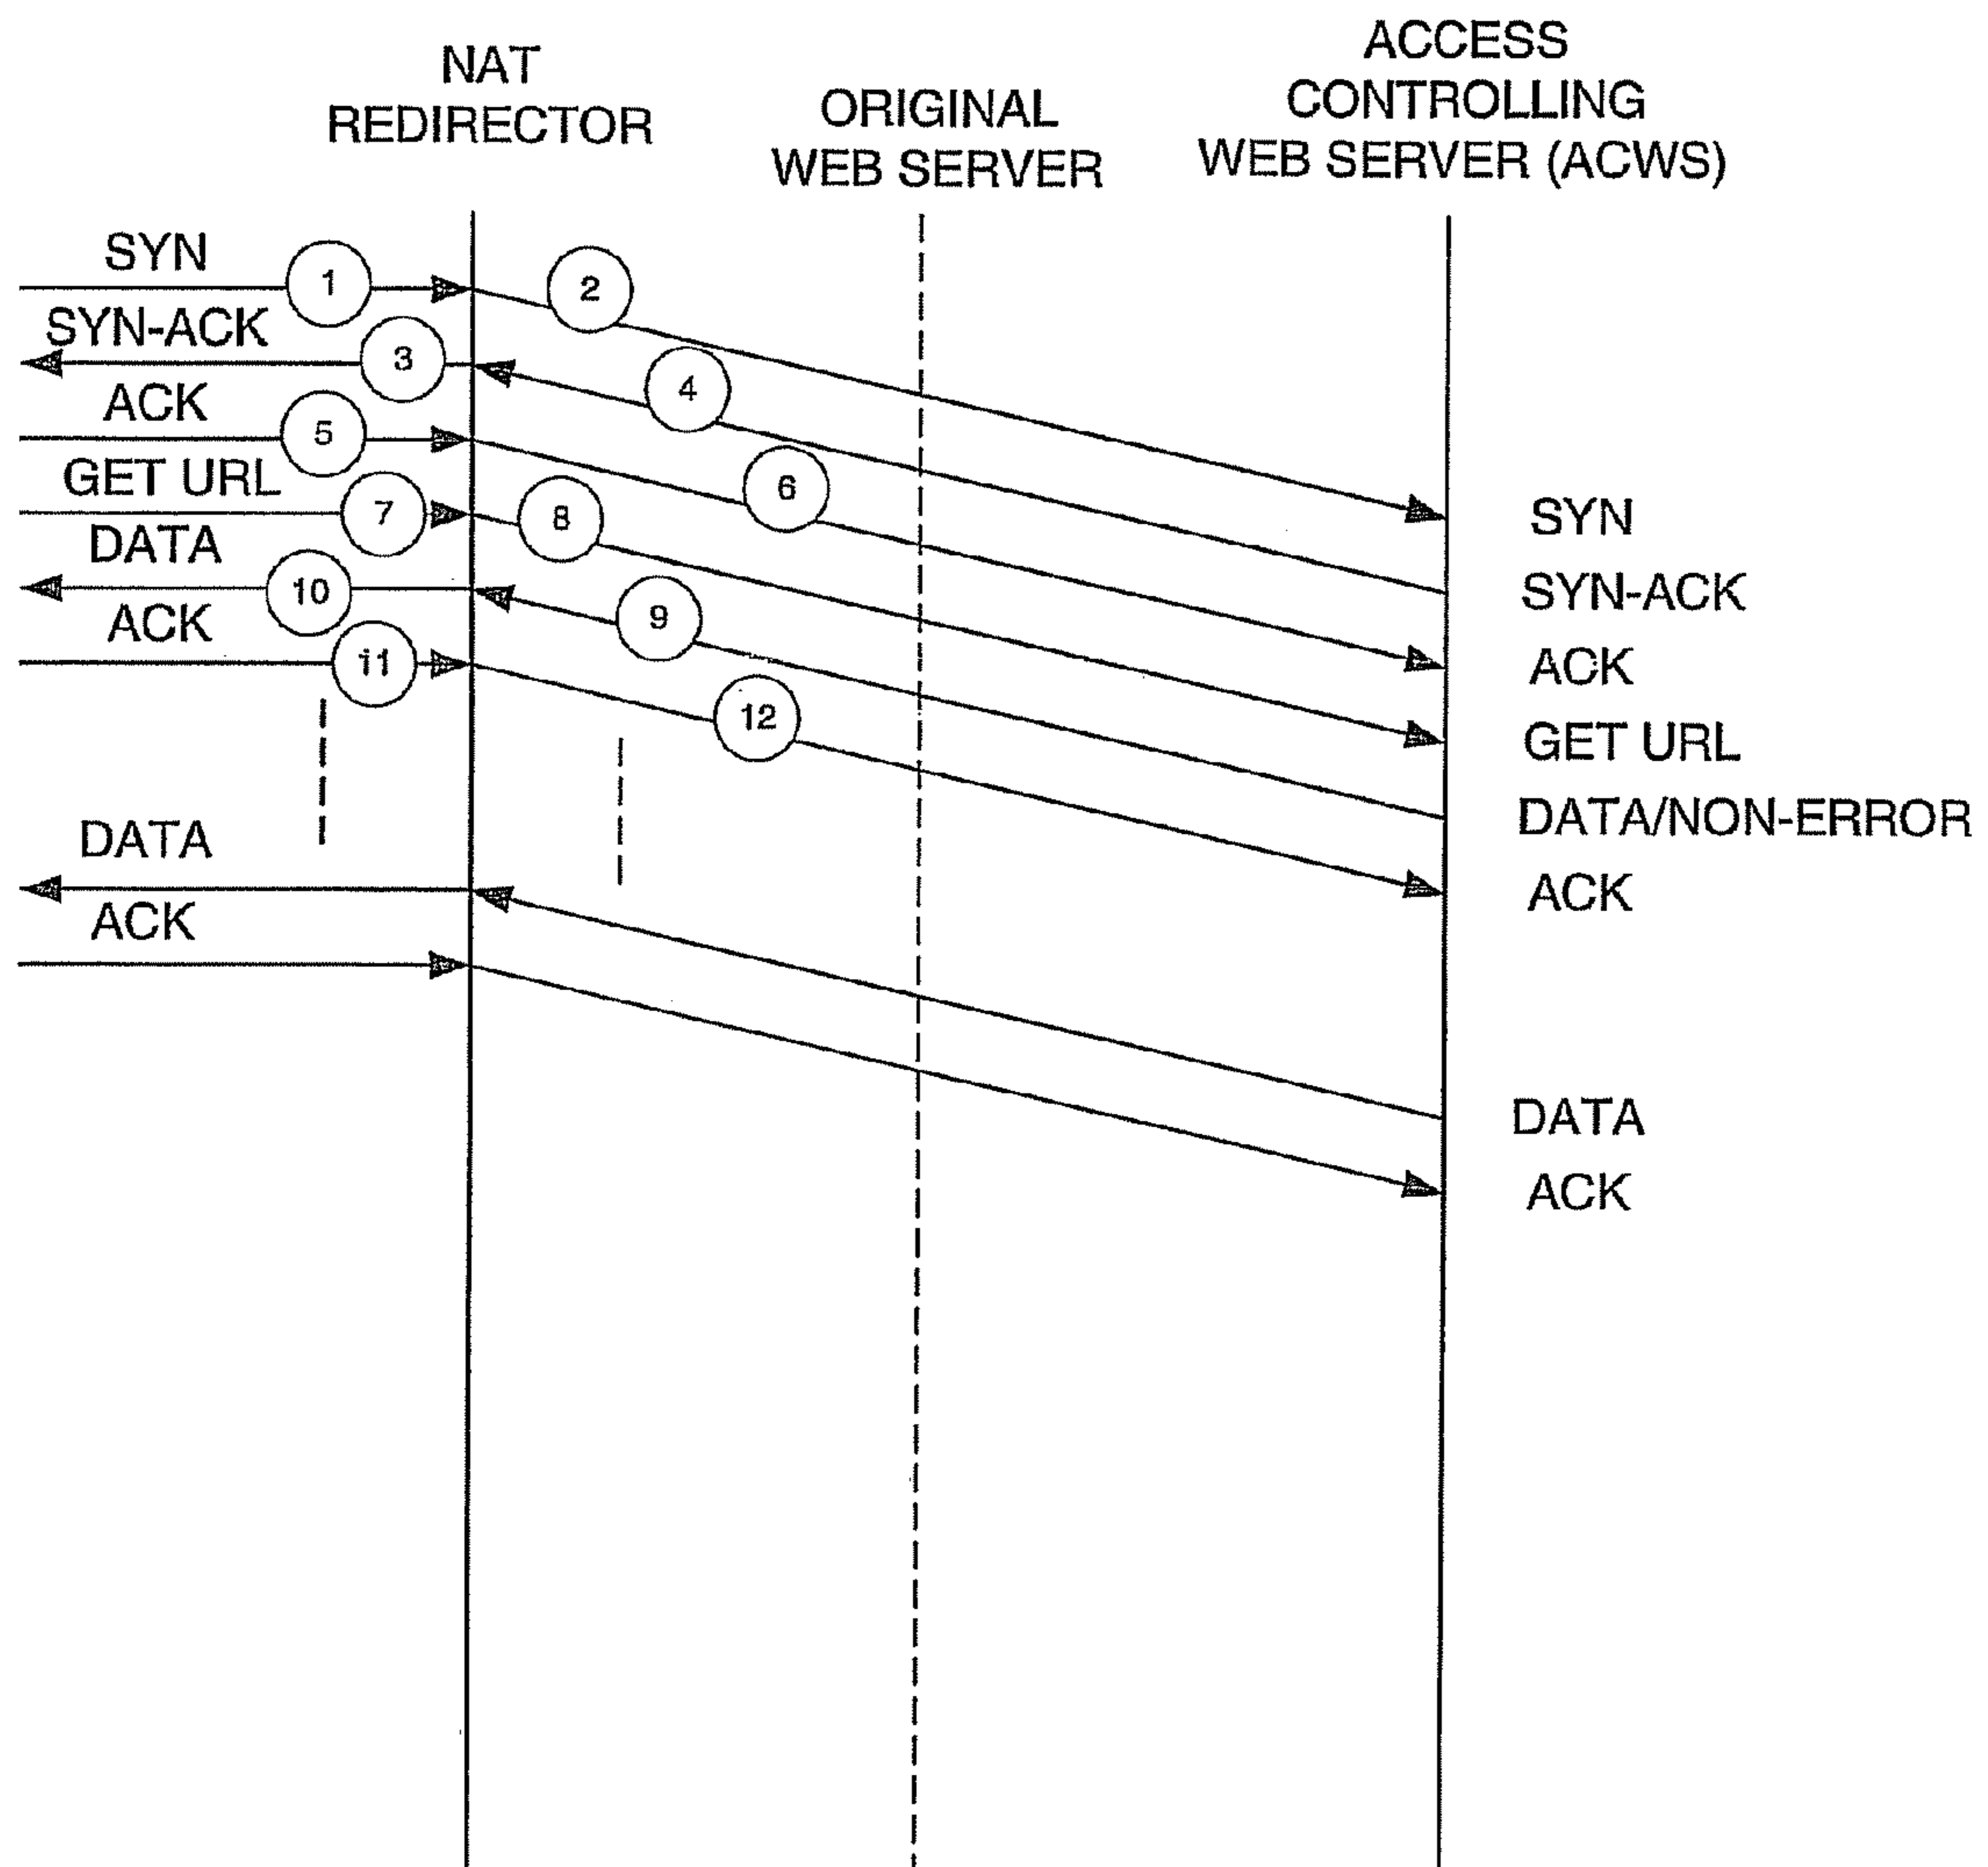 NAT
REDIRECTOR
ORIGINAL
WEB SERVER
ACCESS
CONTROLLING
WEB SERVER (ACWS)
SYN
1
2
SYN-ACK
3
4
ACK
5
6
GET URL
7
8
DATA
10
9
ACK
11
12
DATA
ACK
SYN
SYN-ACK
ACK
GET URL
DATA/NON-ERROR
ACK
DATA
ACK